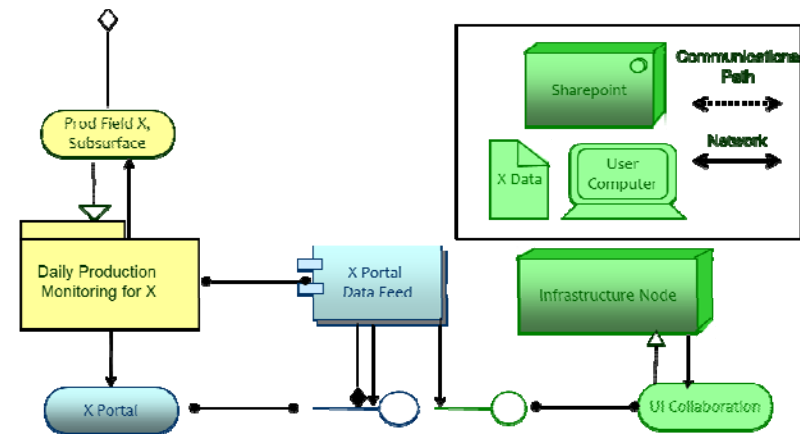 Communicationa
Path
Sharepoint
Prod Field X,
Subsurface
Network
User
Computer
X Data
Daily Production
Monitoring for X
X Portal
Data Feed
Infrastructure Node
X Portal
UI Collaboration